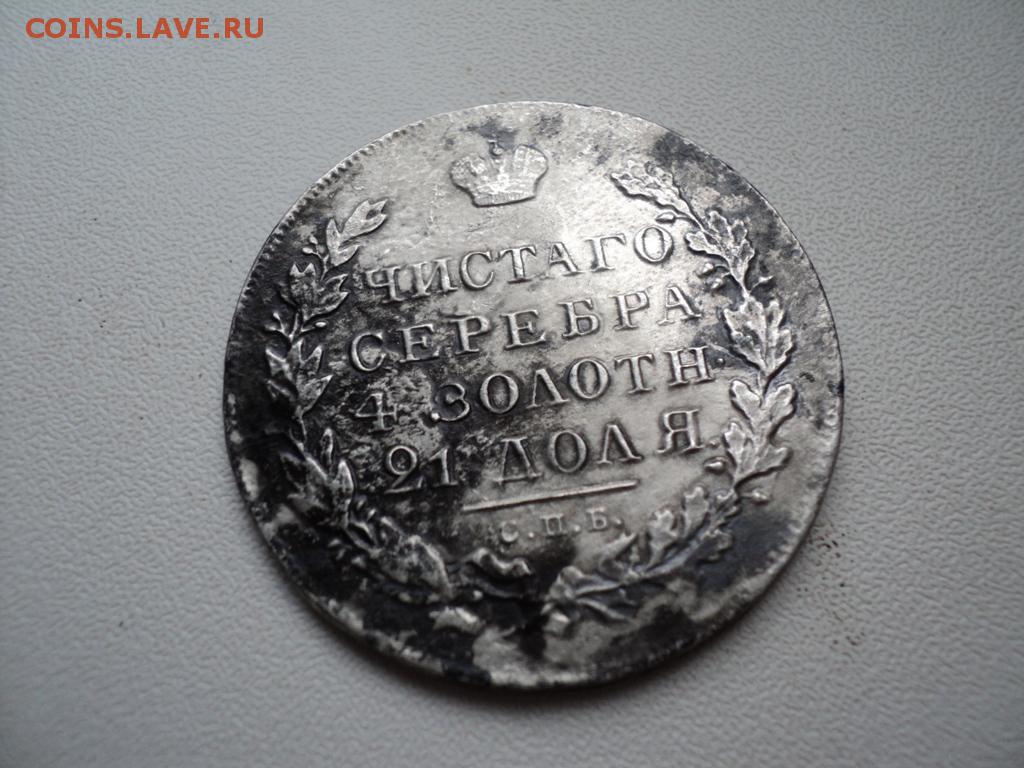 COINS.LAVE.RU
ЧИСТАГО
СЕРЕБРА
4 ЗОЛОТН.
21 ДОЛЯ.
С.П.Б.